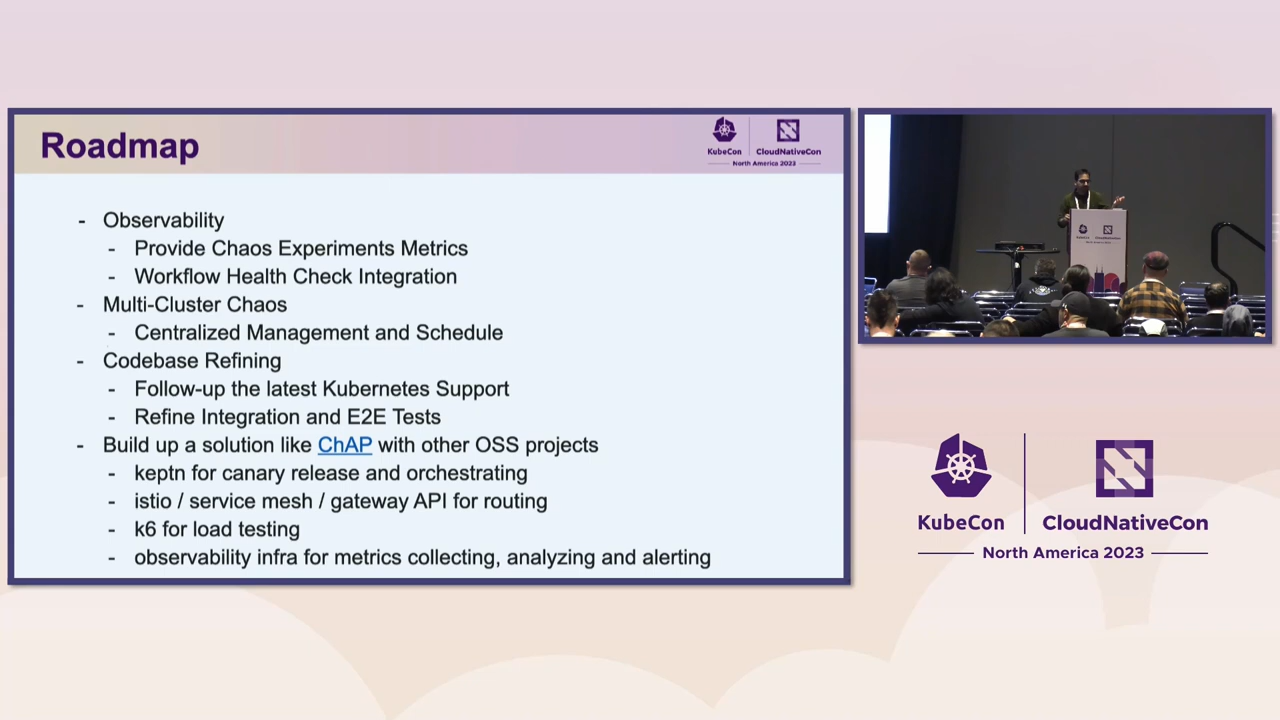 Roadmap
KubeCon
CloudNativeCon
North America 2023
- Observability
- Provide Chaos Experiments Metrics
- Workflow Health Check Integration
- Multi-Cluster Chaos
- Centralized Management and Schedule
- Codebase Refining
- Follow-up the latest Kubernetes Support
- Refine Integration and E2E Tests
- Build up a solution like ChAP with other OSS projects
- keptn for canary release and orchestrating
- istio / service mesh / gateway API for routing
- k6 for load testing
- observability infra for metrics collecting, analyzing and alerting
KubeCon
CloudNativeCon
North America 2023